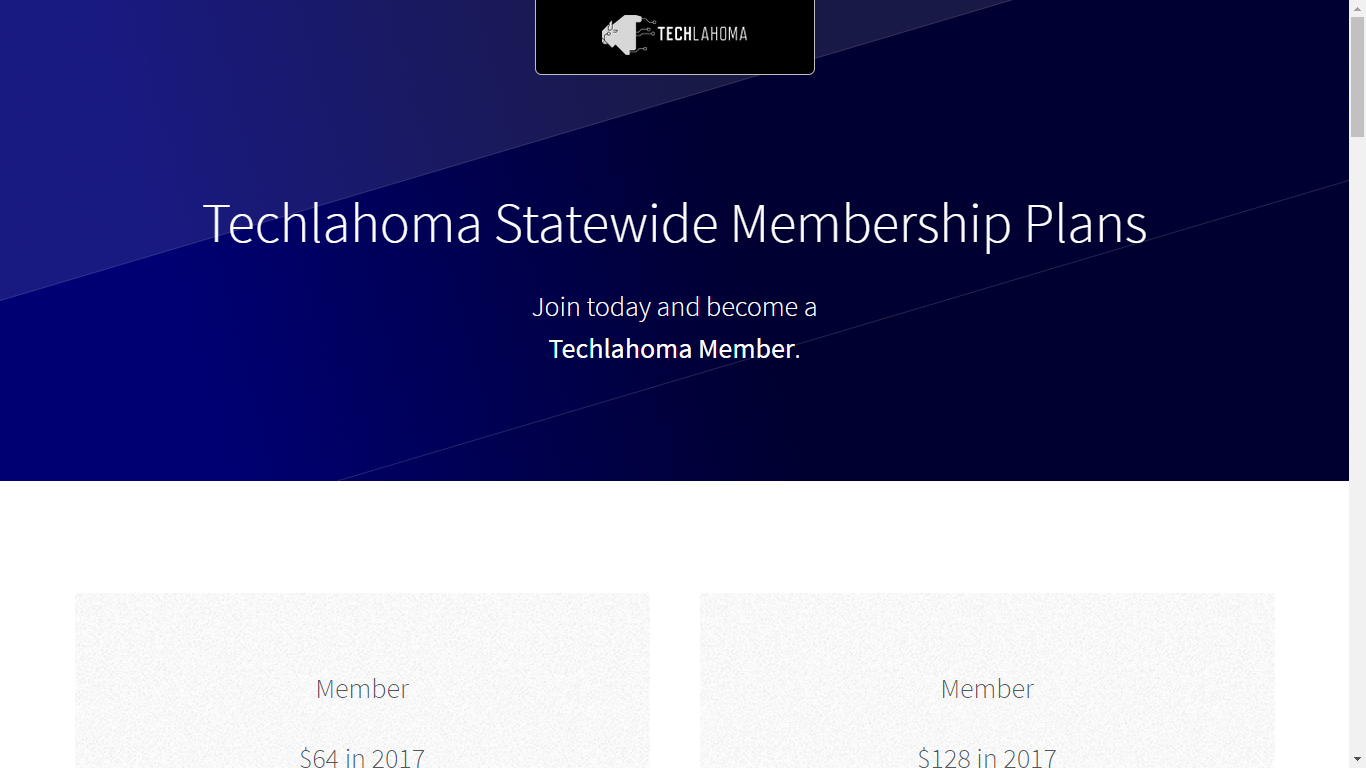 TECHLAHOMA
Techlahoma Statewide Membership Plans
Join today and become a
Techlahoma Member.
Member
Member
$64 in 2017
$128 in 2017